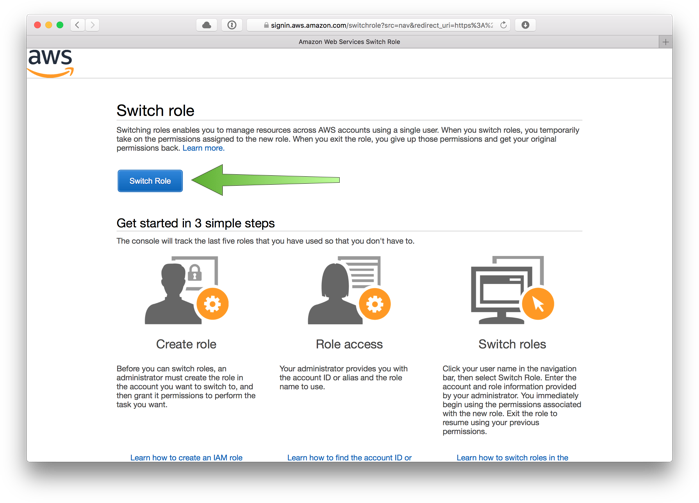 signin.aws.amazon.com/switchrole?src=nav&redirect_uri=https%3A%
Amazon Web Services Switch Role
aws
Switch role
Switching roles enables you to manage resources across AWS accounts using a single user. When you switch roles, you temporarily
take on the permissions assigned to the new role. When you exit the role, you give up those permissions and get your original
permissions back. Learn more.
Switch Role
Get started in 3 simple steps
The console will track the last five roles that you have used so that you don't have to.
Create role
Before you can switch roles, an
administrator must create the role in
the account you want to switch to, and
then grant it permissions to perform the
task you want.
Learn how to create an IAM role
Role access
Your administrator provides you with
the account ID or alias and the role
name to use.
Learn how to find the account ID or
Switch roles
Click your user name in the navigation
bar, then select Switch Role. Enter the
account and role information provided
by your administrator. You immediately
begin using the permissions associated
with the new role. Exit the role to
resume using your previous
permissions.
Learn how to switch roles in the